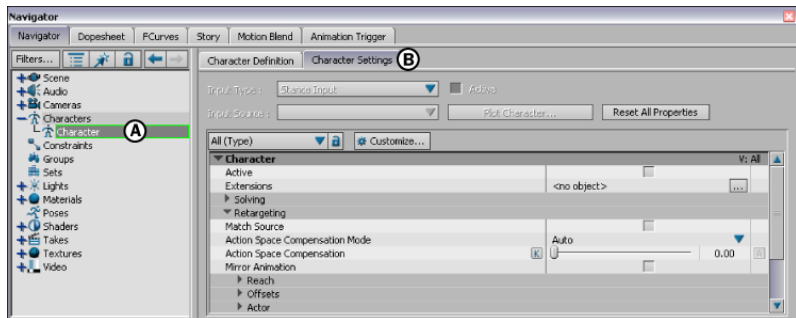 Navigator
Navigator Dopesheet FCurves Story Motion Blend Animation Trigger
Filters...
Scene
Audio
Cameras
Characters
Character A
Constraints
Groups
Sets
Lights
Materials
Poses
Shaders
Takes
Textures
Video
Character Definition Character Settings B
Input Type : Stance Input Active
Input Source : Plot Character... Reset All Properties
All (Type) Customize...
Character V: All
Active
Extensions <no object> ...
Solving
Retargeting
Match Source
Action Space Compensation Mode Auto
Action Space Compensation K 0.00 A
Mirror Animation
Reach
Offsets
Actor